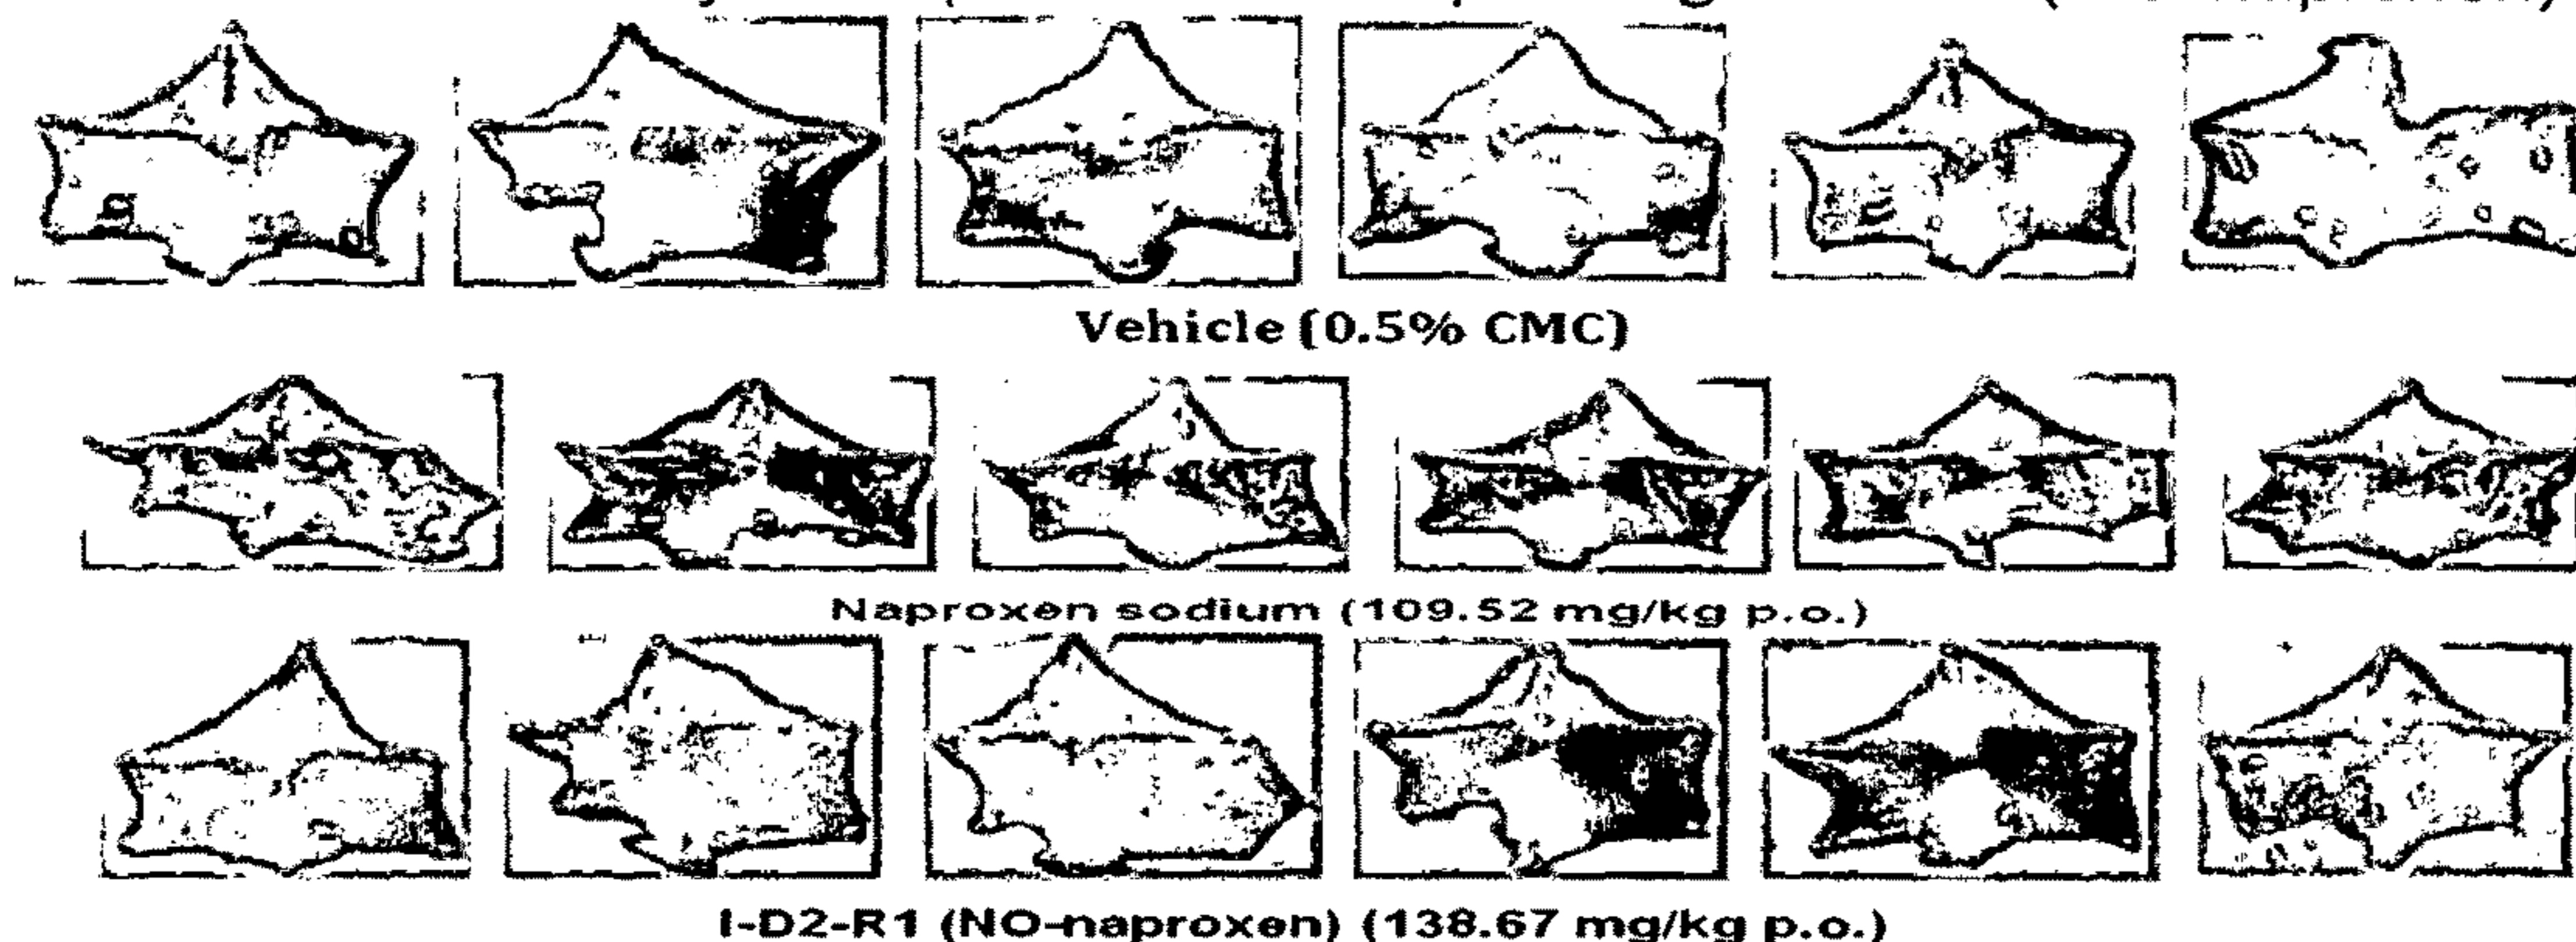 Vehicle (0.5% CMC)
Naproxen sodium (109.52 mg/kg p.o.)
I-D2-R1 (NO-naproxen) (138.67 mg/kg p.o.)